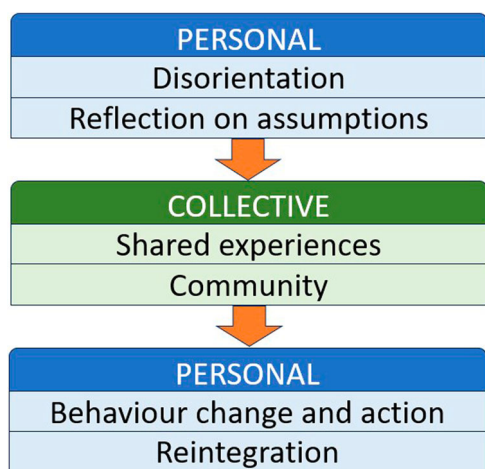 PERSONAL
Disorientation
Reflection on assumptions
COLLECTIVE
Shared experiences
Community
PERSONAL
Behaviour change and action
Reintegration